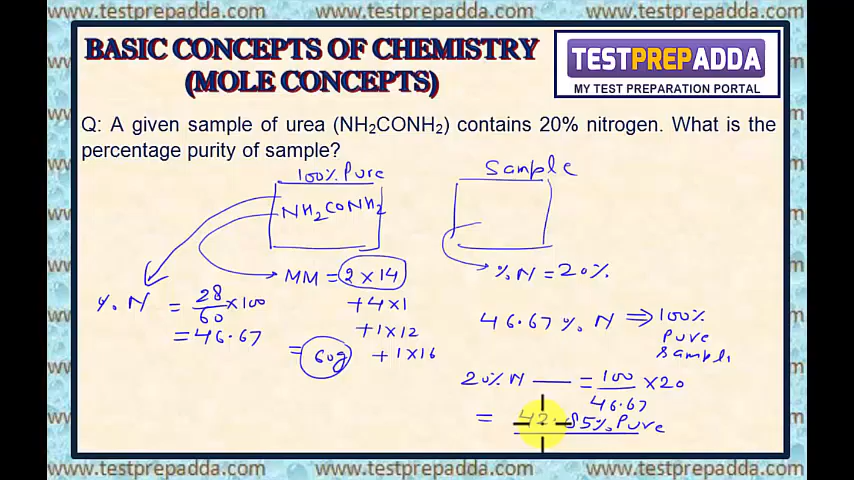 www.testprepadda.com www.testprepadda.com www.testprepadda.com
BASIC CONCEPTS OF CHEMISTRY
(MOLE CONCEPTS)
TESTPREPADDA
MY TEST PREPARATION PORTAL
Q: A given sample of urea (NH₂CONH₂) contains 20% nitrogen. What is the
percentage purity of sample?
100% Pure
NH₂CONH₂
MM = 2 × 14
+4×1
+1×12
+1×16
= 60g
% N = 28/60 × 100
= 46.67
Sample
% N = 20%
46.67 % N ⇒ 100%
Pure
Sample
20% N — = 100/46.67 × 20
= 42.85% Pure
www.testprepadda.com www.testprepadda.com www.testprepadda.com